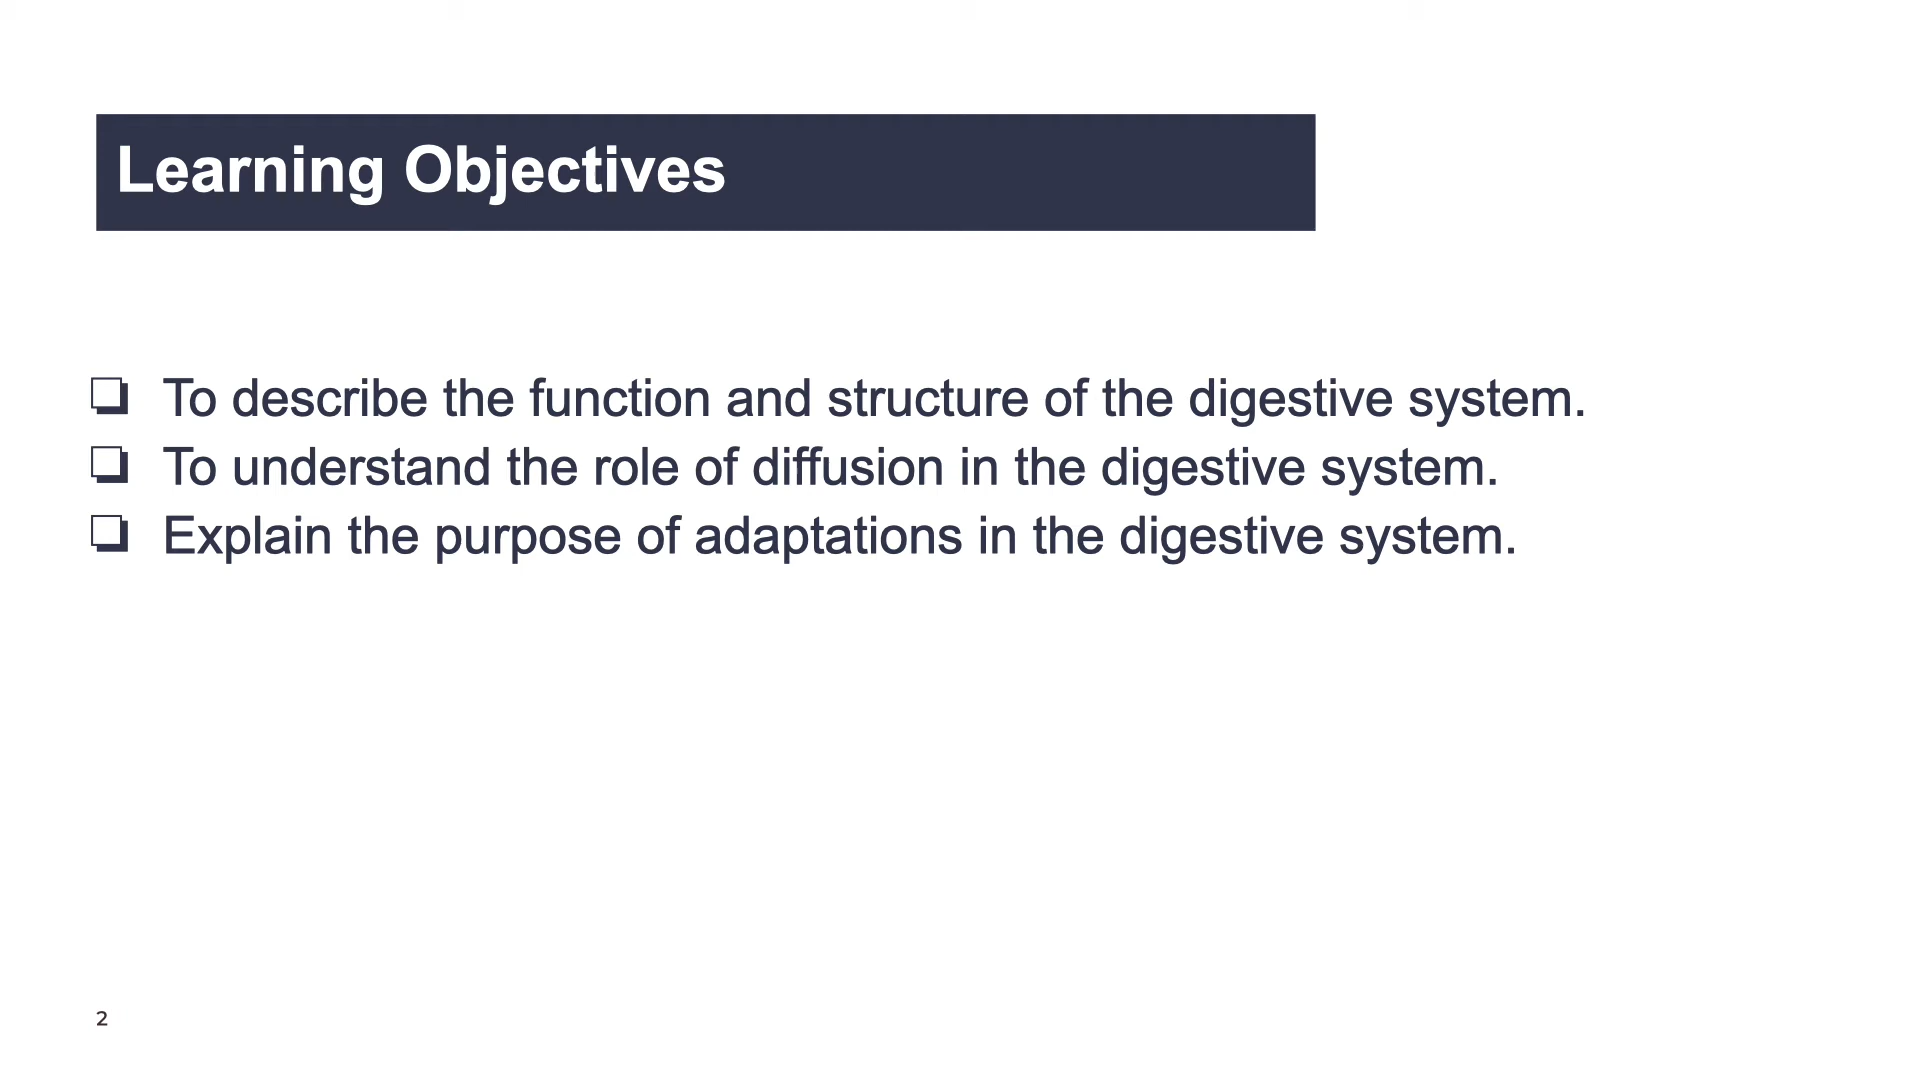 Learning Objectives
❏ To describe the function and structure of the digestive system.
❏ To understand the role of diffusion in the digestive system.
❏ Explain the purpose of adaptations in the digestive system.
2